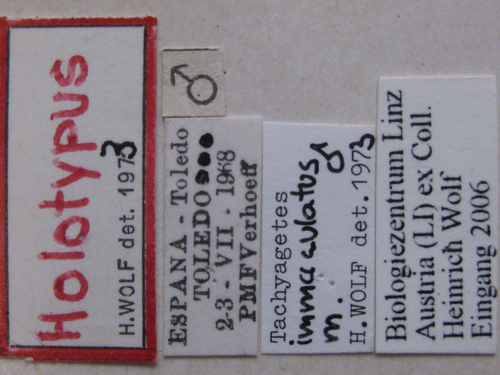 Holotypus
H.WOLF det. 1973
♂
ESPANA - Toledo
TOLEDO●●●
2-3 - VII - 1968
PMFVerhoeff
Tachyagetes
immaculatus ♂
m.
H.WOLF det.1973
Biologiezentrum Linz
Austria (LI) ex Coll.
Heinrich Wolf
Eingang 2006